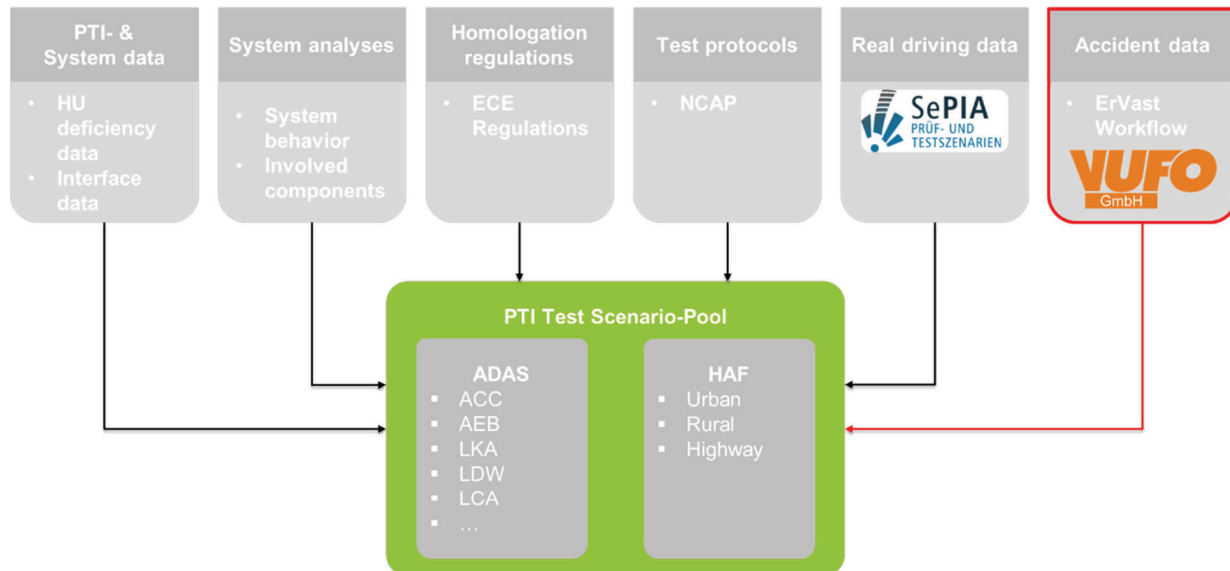 PTI- &
System data
• HU
deficiency
data
• Interface
data
System analyses
• System
behavior
• Involved
components
Homologation
regulations
• ECE
Regulations
Test protocols
• NCAP
Real driving data
SePIA
PRÜF- UND
TESTSZENARIEN
Accident data
• ErVast
Workflow
VUFO
GmbH
PTI Test Scenario-Pool
ADAS
▪ ACC
▪ AEB
▪ LKA
▪ LDW
▪ LCA
▪ …
HAF
▪ Urban
▪ Rural
▪ Highway